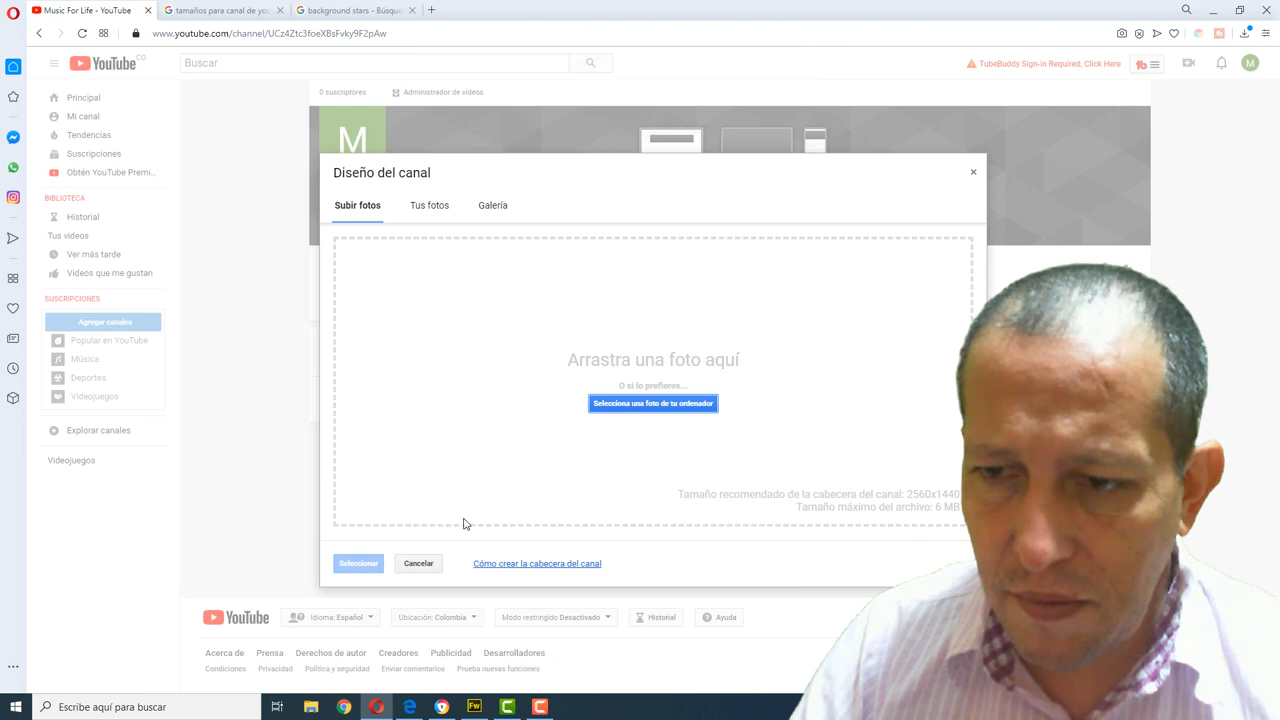 Music For Life - YouTube
tamaños para canal de you
background stars - Búsque
www.youtube.com/channel/UCz4Ztc3foeXBsFvky9F2pAw
YouTube CO
Buscar
TubeBuddy Sign-in Required, Click Here
M
Principal
Mi canal
Tendencias
Suscripciones
Obtén YouTube Premi...
BIBLIOTECA
Historial
Tus videos
Ver más tarde
Videos que me gustan
SUSCRIPCIONES
Agregar canales
Popular en YouTube
Música
Deportes
Videojuegos
Explorar canales
Videojuegos
0 suscriptores
Administrador de videos
M
Diseño del canal
×
Subir fotos
Tus fotos
Galería
Arrastra una foto aquí
O si lo prefieres...
Selecciona una foto de tu ordenador
Tamaño recomendado de la cabecera del canal: 2560x1440
Tamaño máximo del archivo: 6 MB
Seleccionar
Cancelar
Cómo crear la cabecera del canal
YouTube
Idioma: Español
Ubicación: Colombia
Modo restringido Desactivado
Historial
Ayuda
Acerca de
Prensa
Derechos de autor
Creadores
Publicidad
Desarrolladores
Condiciones
Privacidad
Política y seguridad
Enviar comentarios
Prueba nuevas funciones
Escribe aquí para buscar
Fw